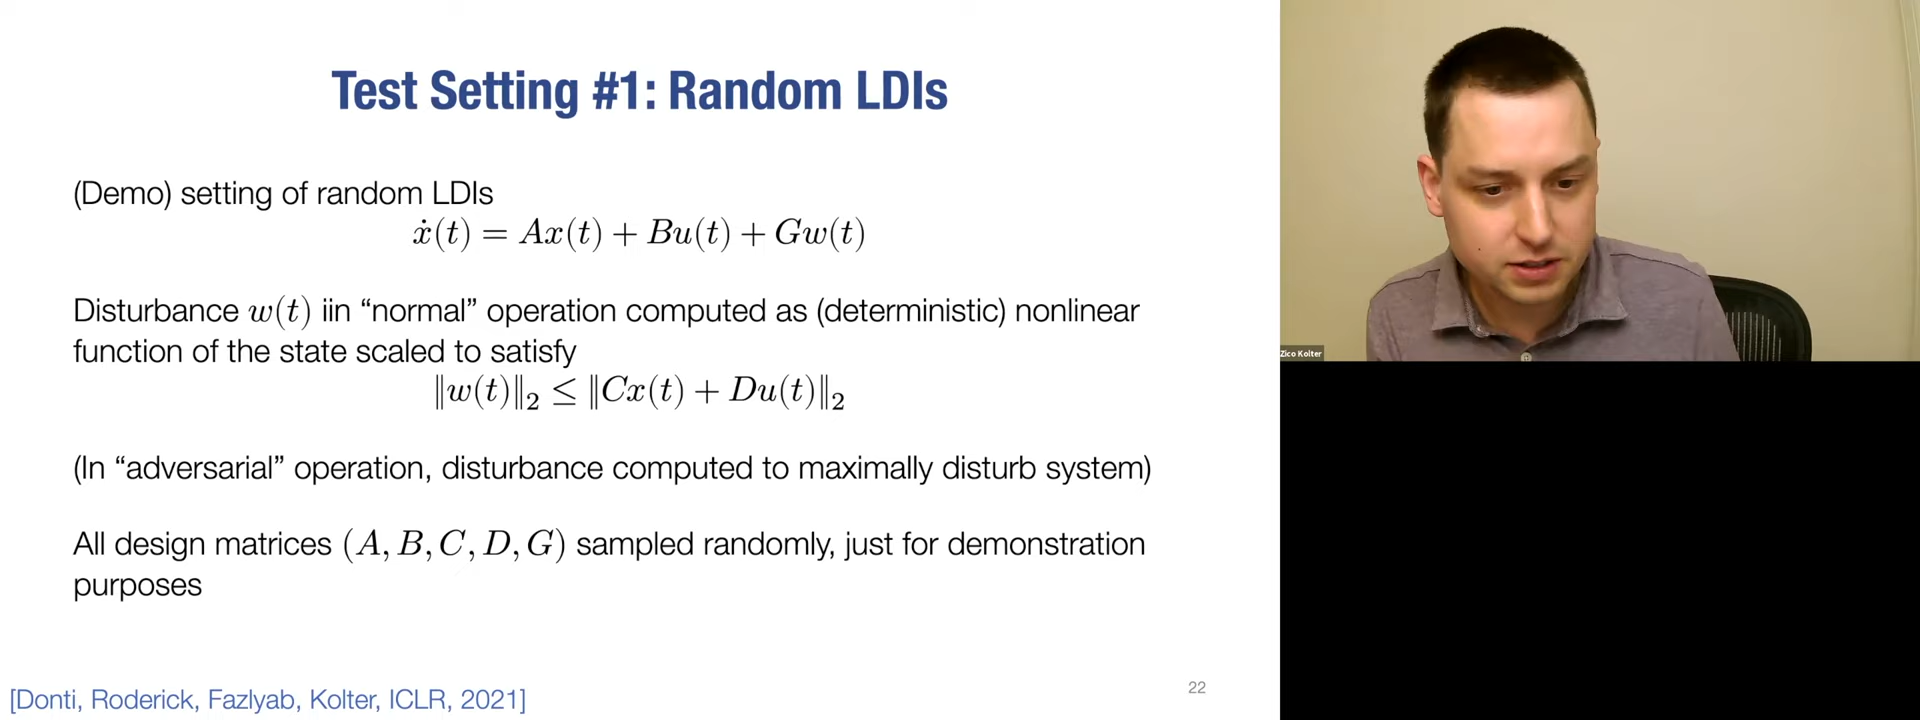 Test Setting #1: Random LDIs
(Demo) setting of random LDIs
ẋ(t) = Ax(t) + Bu(t) + Gw(t)
Disturbance w(t) iin “normal” operation computed as (deterministic) nonlinear
function of the state scaled to satisfy
‖w(t)‖₂ ≤ ‖Cx(t) + Du(t)‖₂
(In “adversarial” operation, disturbance computed to maximally disturb system)
All design matrices (A, B, C, D, G) sampled randomly, just for demonstration
purposes
[Donti, Roderick, Fazlyab, Kolter, ICLR, 2021]
22
Zico Kolter